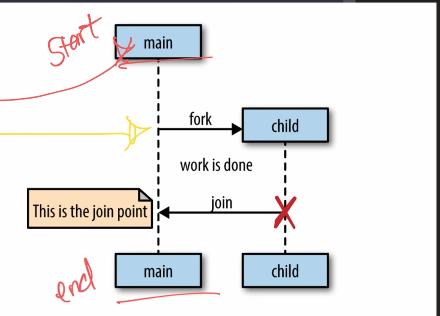 Start
main
fork
child
work is done
This is the join point
join
main
child
end